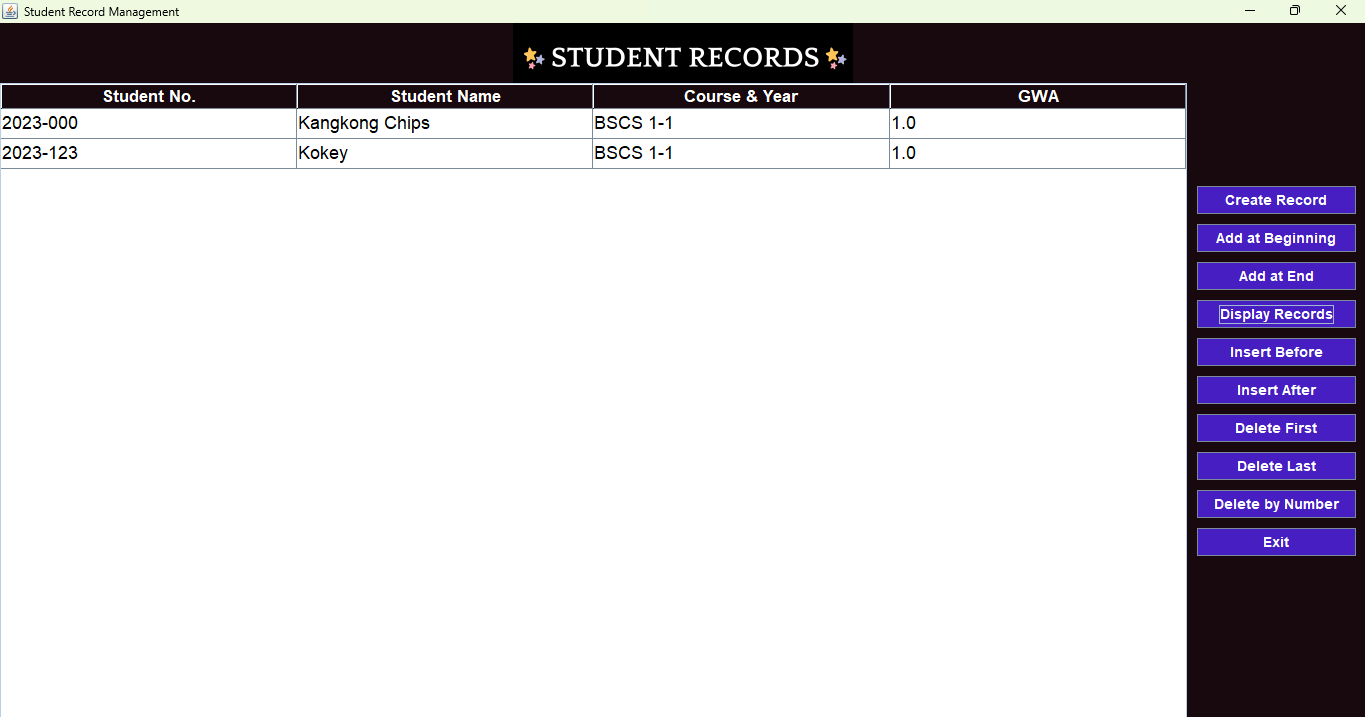 Student Record Management
STUDENT RECORDS
Student No. Student Name Course & Year GWA
2023-000 Kangkong Chips BSCS 1-1 1.0
2023-123 Kokey BSCS 1-1 1.0
Create Record
Add at Beginning
Add at End
Display Records
Insert Before
Insert After
Delete First
Delete Last
Delete by Number
Exit